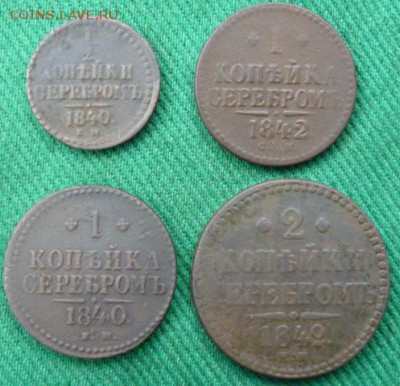 COINS.LAVE.RU
1
2
КОПѢЙКИ
СЕРЕБРОМЪ
1840.
1
КОПѢЙКА
СЕРЕБРОМЪ
1842
1
КОПѢЙКА
СЕРЕБРОМЪ
1840.
2
КОПѢЙКИ
СЕРЕБРОМЪ